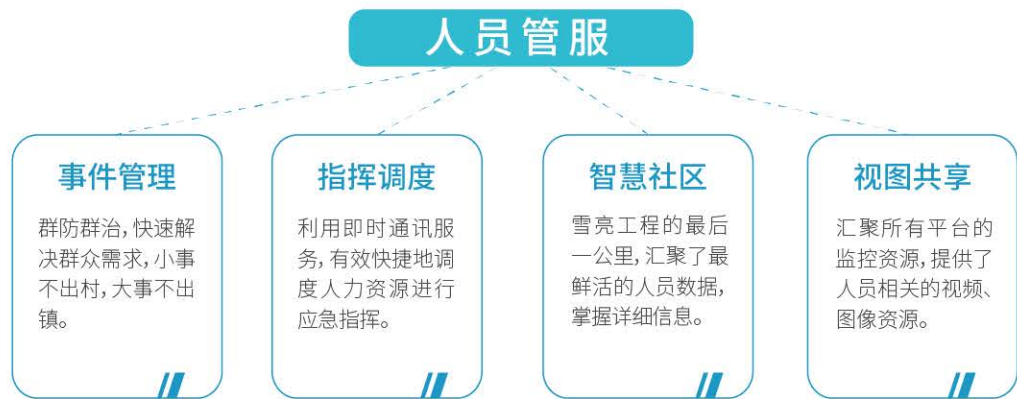 人员管服
事件管理
群防群治,快速解
决群众需求,小事
不出村,大事不出
镇。
指挥调度
利用即时通讯服
务,有效快捷地调
度人力资源进行
应急指挥。
智慧社区
雪亮工程的最后
一公里,汇聚了最
鲜活的人员数据,
掌握详细信息。
视图共享
汇聚所有平台的
监控资源,提供了
人员相关的视频、
图像资源。